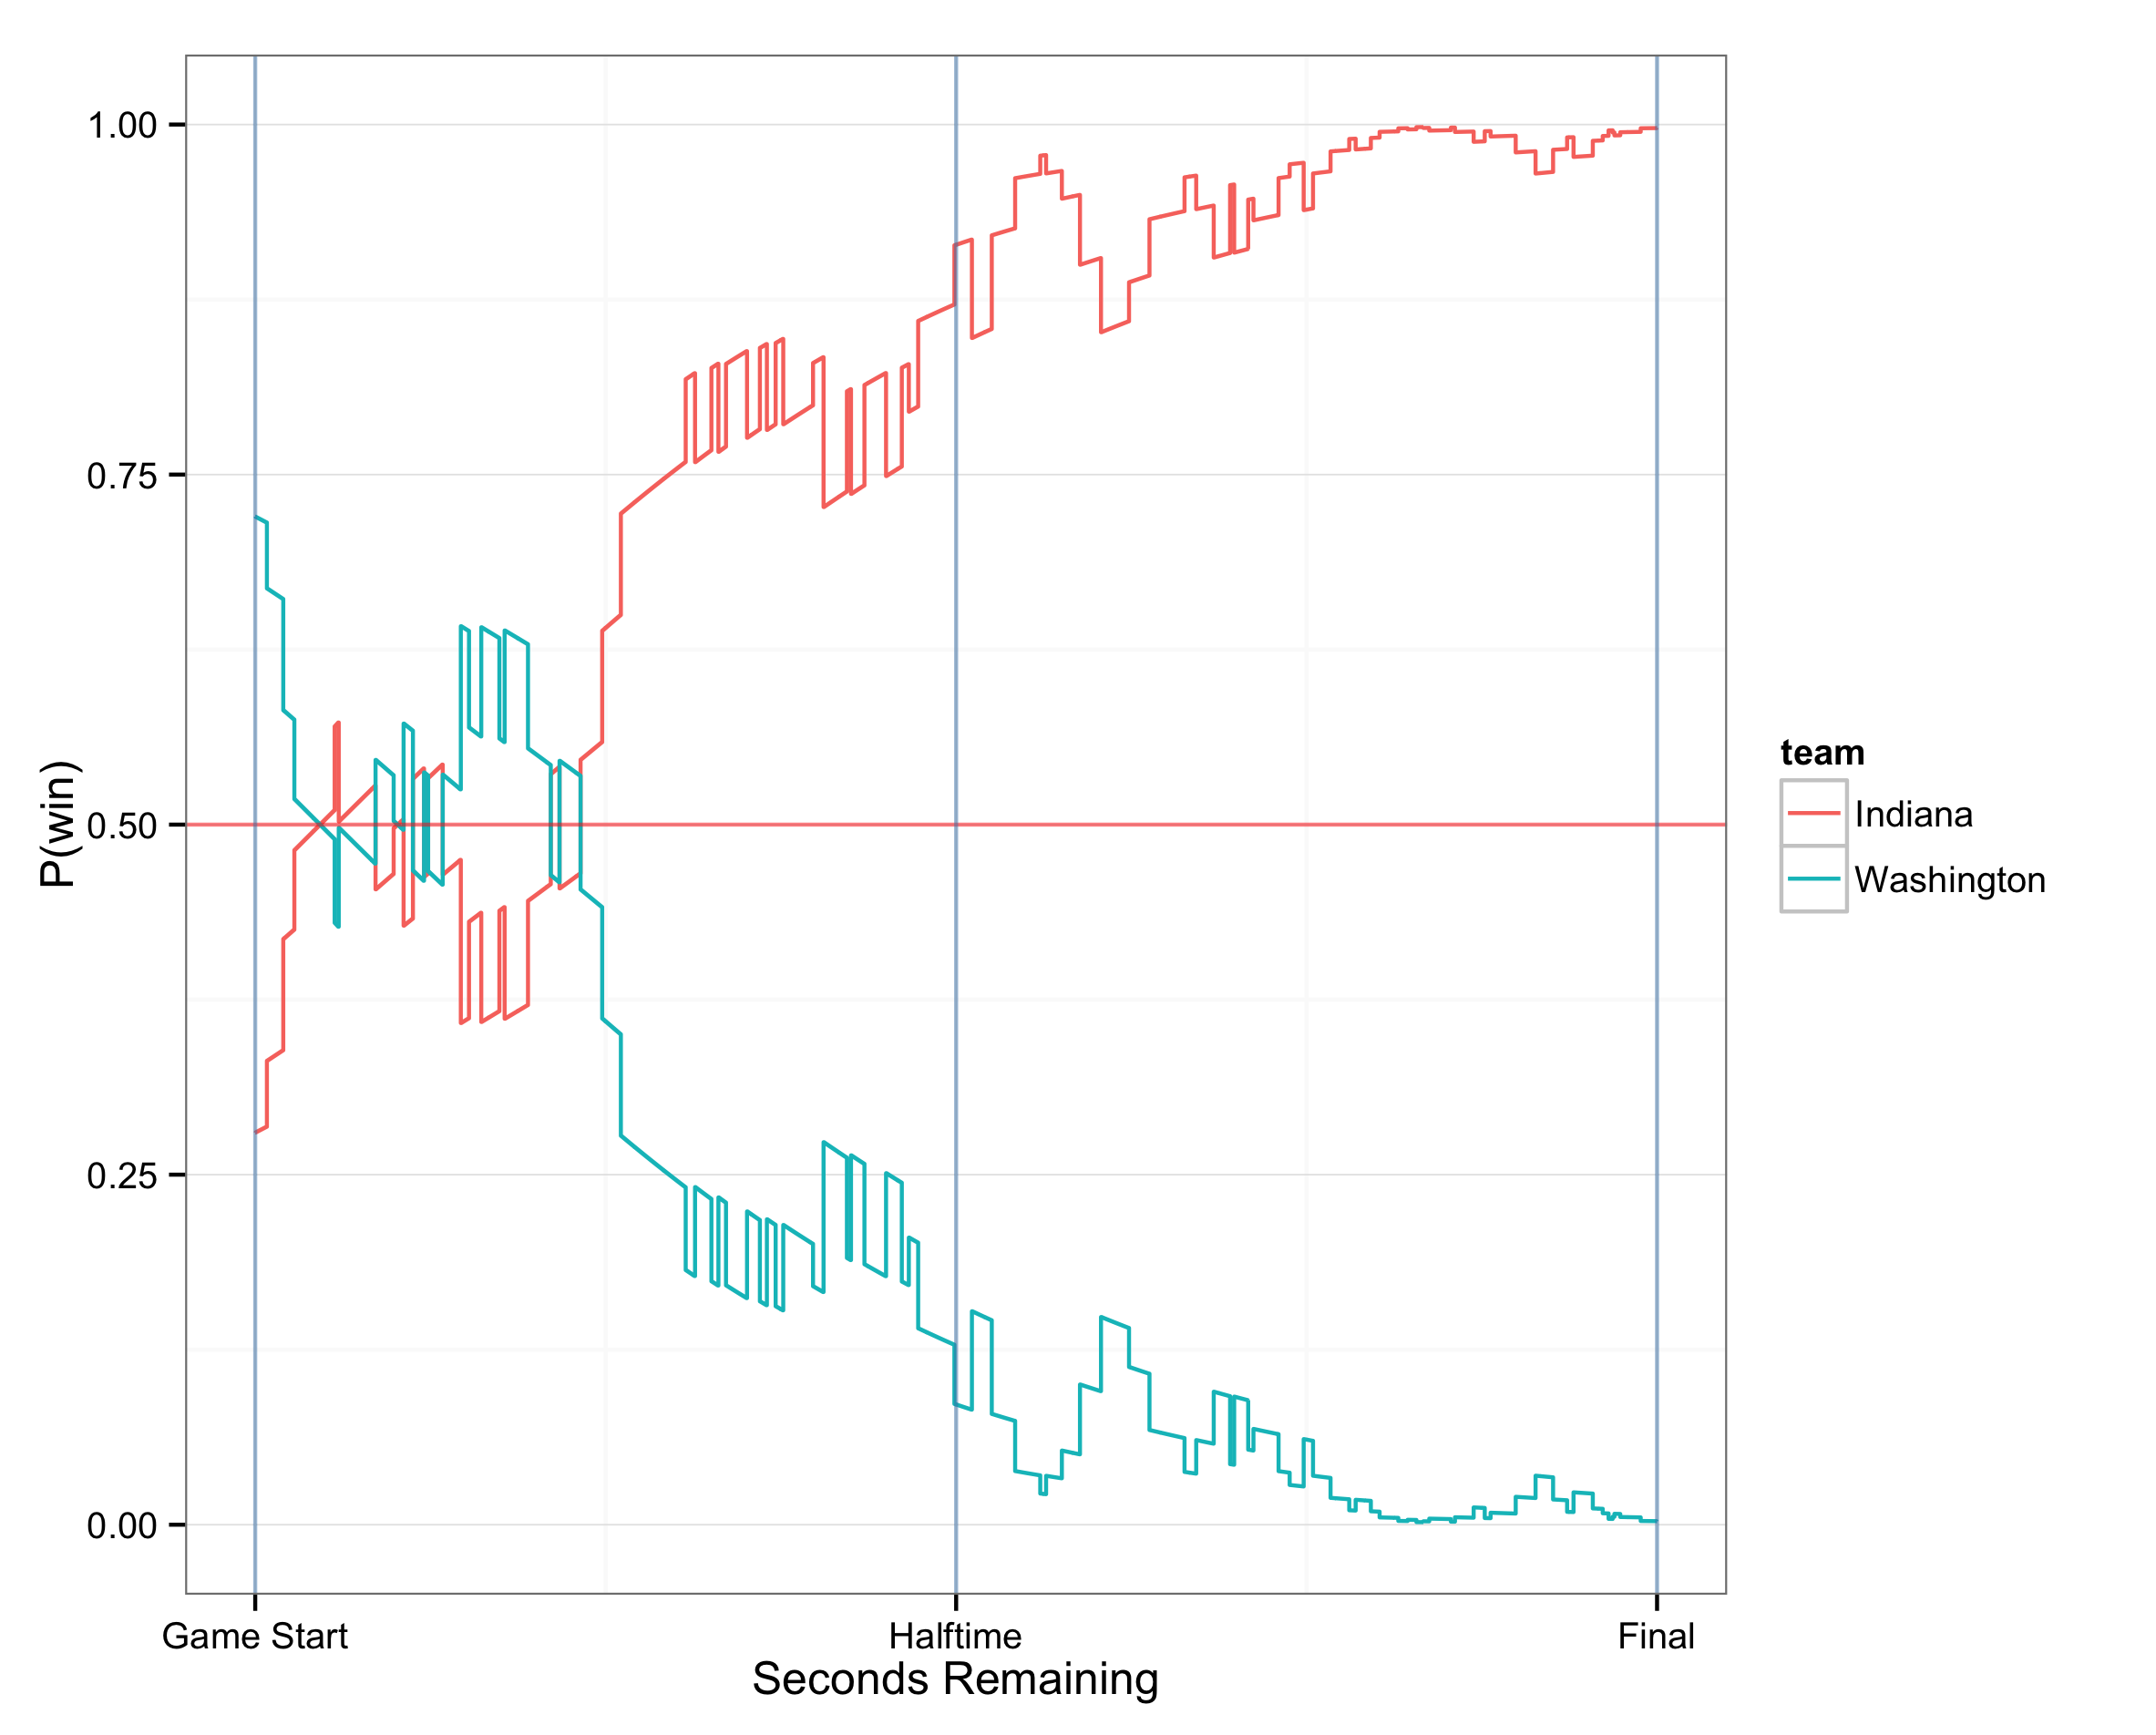 1.00
0.75
0.50
0.25
0.00
P(win)
Game Start
Halftime
Final
Seconds Remaining
team
Indiana
Washington